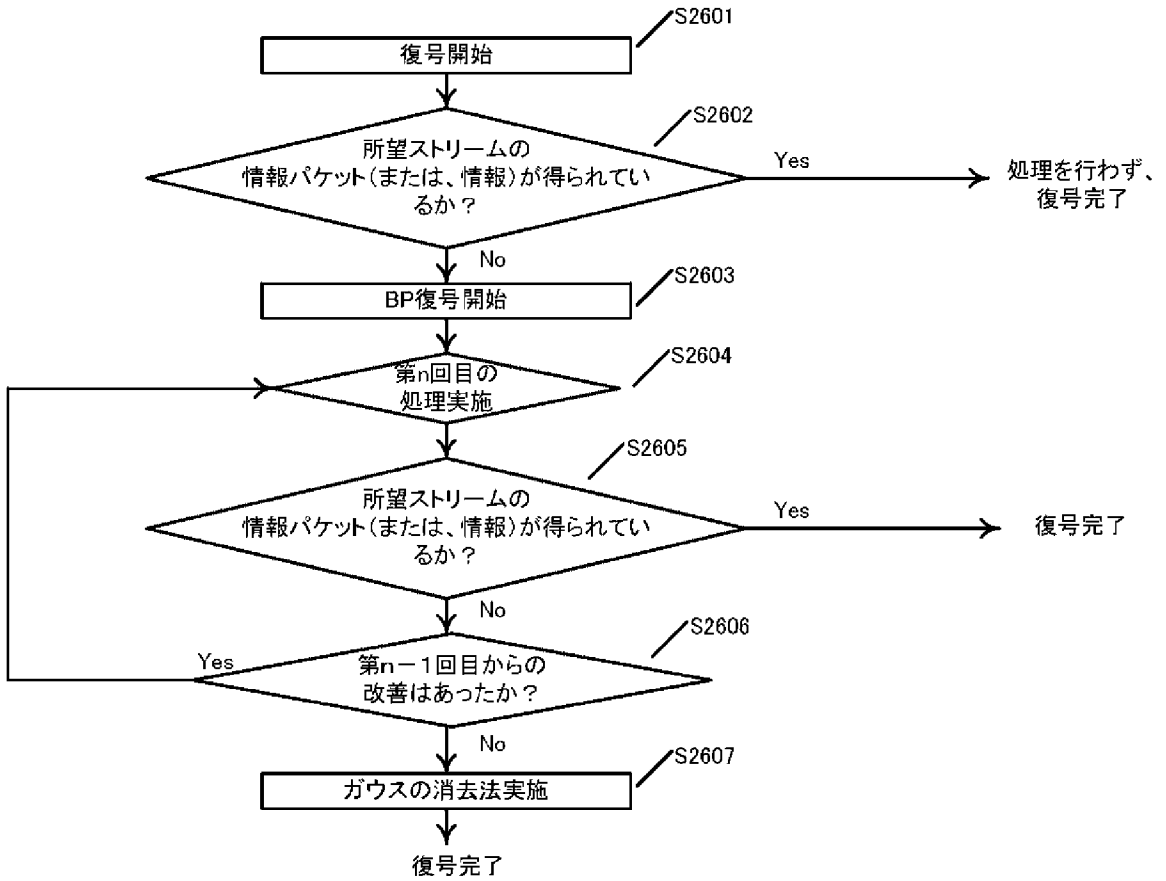 S2601
復号開始
S2602
所望ストリームの
情報パケット(または、情報)が得られてい
るか？
Yes
処理を行わず、
復号完了
No
S2603
BP復号開始
S2604
第n回目の
処理実施
S2605
所望ストリームの
情報パケット(または、情報)が得られてい
るか？
Yes
復号完了
No
S2606
Yes
第n－1回目からの
改善はあったか？
No
S2607
ガウスの消去法実施
復号完了